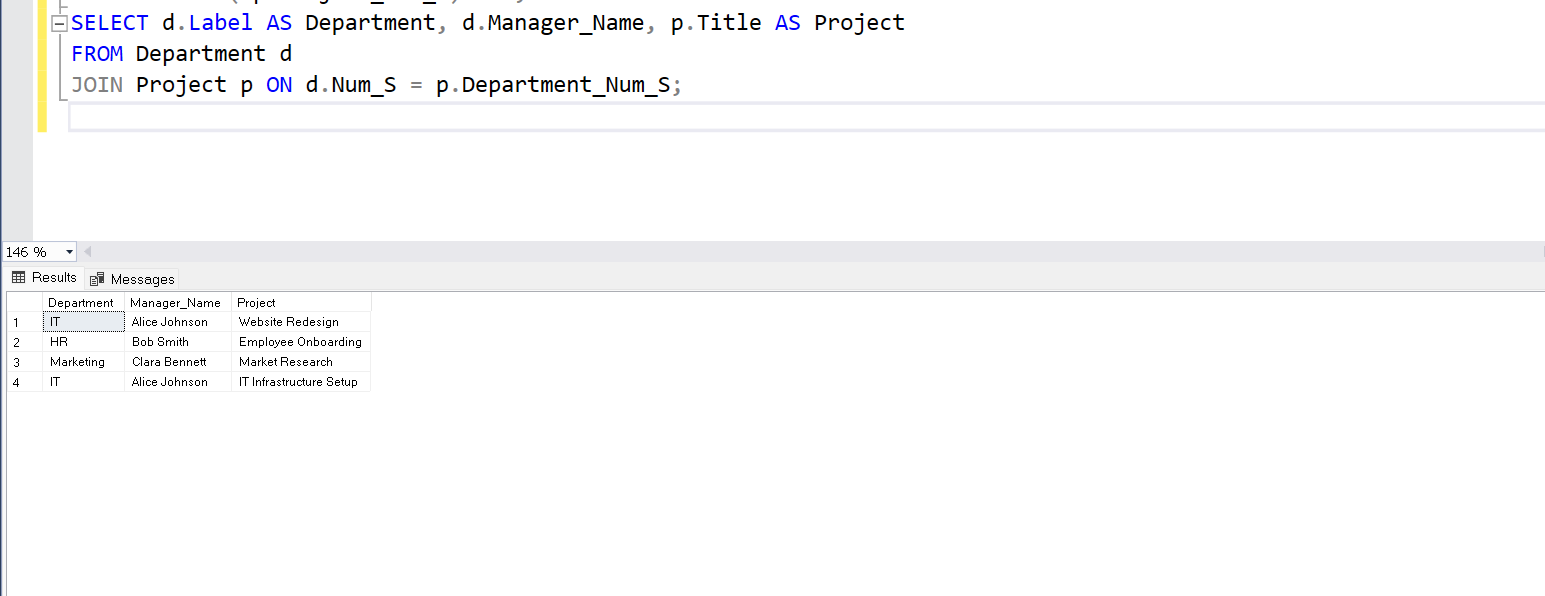 SELECT d.Label AS Department, d.Manager_Name, p.Title AS Project
FROM Department d
JOIN Project p ON d.Num_S = p.Department_Num_S;
146 %
Results Messages
Department Manager_Name Project
1 IT Alice Johnson Website Redesign
2 HR Bob Smith Employee Onboarding
3 Marketing Clara Bennett Market Research
4 IT Alice Johnson IT Infrastructure Setup